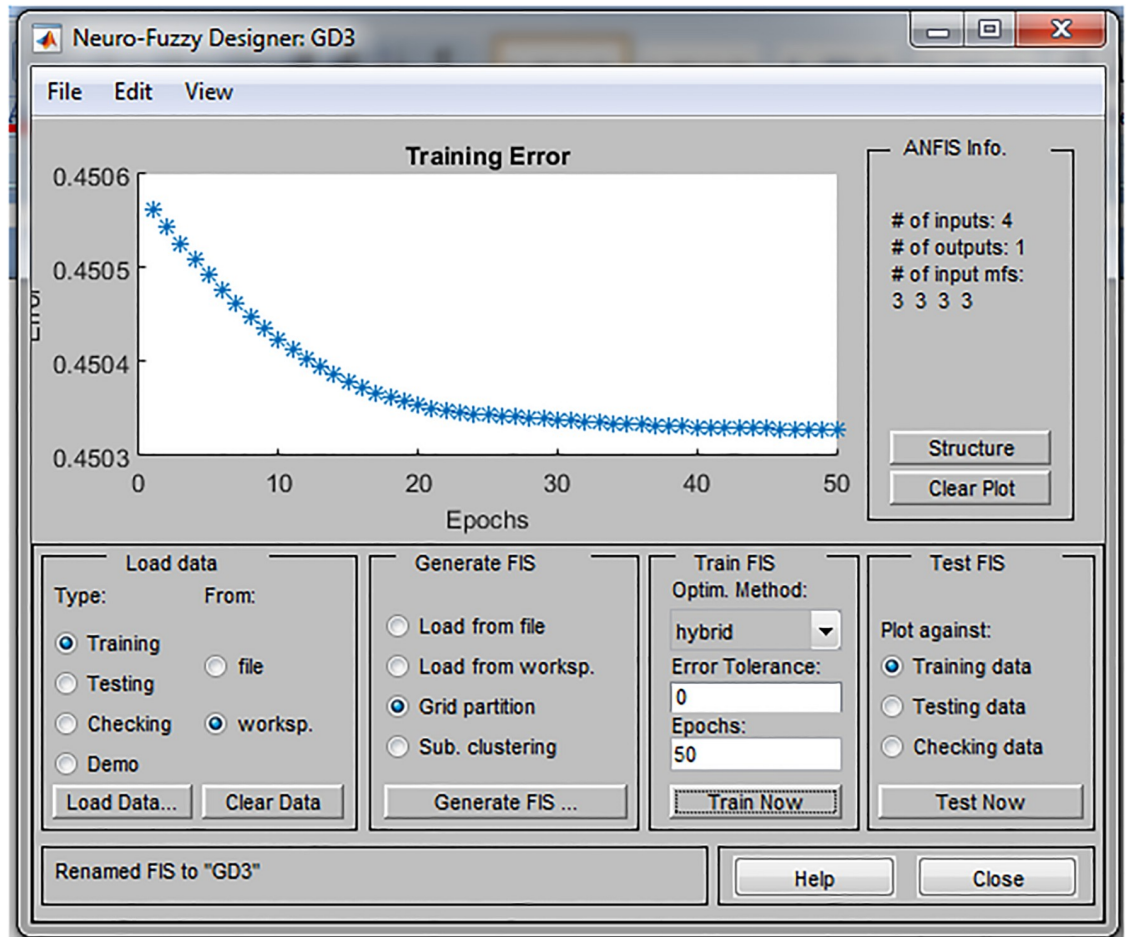 Neuro-Fuzzy Designer: GD3
File Edit View
Training Error
0.4506
0.4505
0.4504
0.4503
0 10 20 30 40 50
Epochs
ANFIS Info.
# of inputs: 4
# of outputs: 1
# of input mfs:
3 3 3 3
Structure
Clear Plot
Load data
Type: From:
Training
file
Testing
Checking
worksp.
Demo
Load Data... Clear Data
Generate FIS
Load from file
Load from worksp.
Grid partition
Sub. clustering
Generate FIS ...
Train FIS
Optim. Method:
hybrid
Error Tolerance:
0
Epochs:
50
Train Now
Test FIS
Plot against:
Training data
Testing data
Checking data
Test Now
Renamed FIS to "GD3"
Help Close